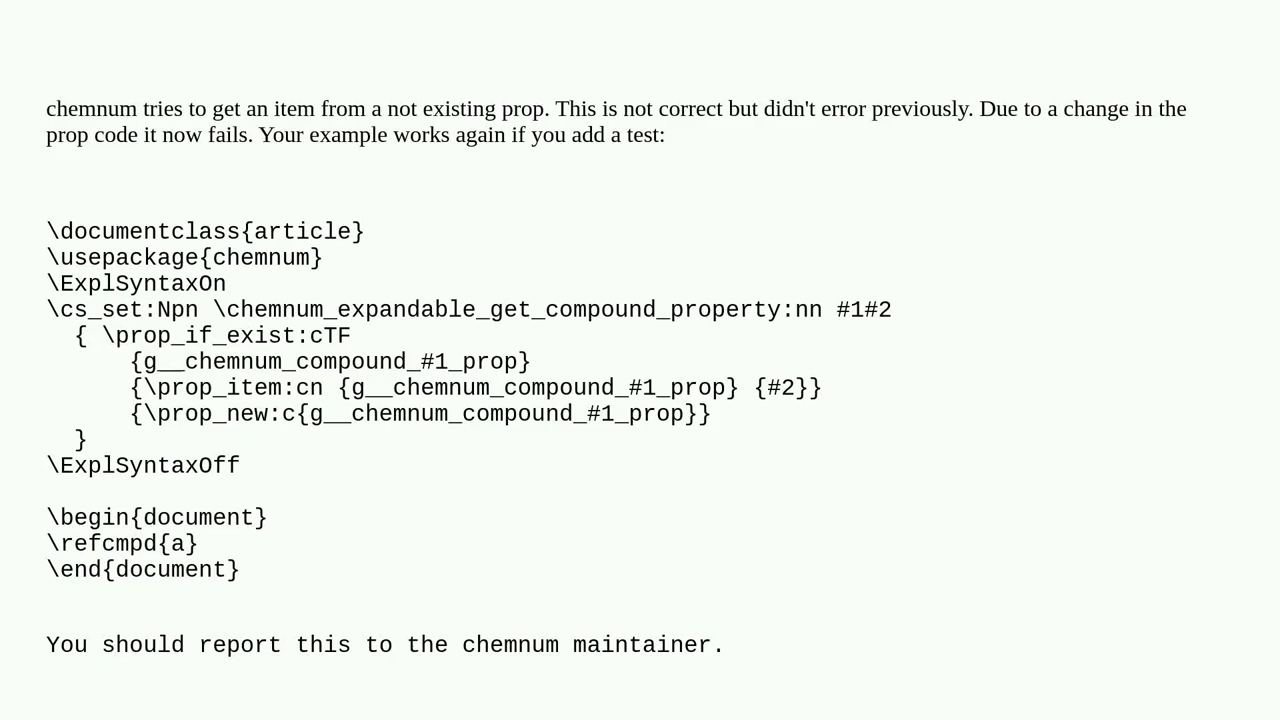 chemnum tries to get an item from a not existing prop. This is not correct but didn't error previously. Due to a change in the
prop code it now fails. Your example works again if you add a test:
\documentclass{article}
\usepackage{chemnum}
\ExplSyntaxOn
\cs_set:Npn \chemnum_expandable_get_compound_property:nn #1#2
  { \prop_if_exist:cTF
      {g__chemnum_compound_#1_prop}
      {\prop_item:cn {g__chemnum_compound_#1_prop} {#2}}
      {\prop_new:c{g__chemnum_compound_#1_prop}}
  }
\ExplSyntaxOff
\begin{document}
\refcmpd{a}
\end{document}
You should report this to the chemnum maintainer.